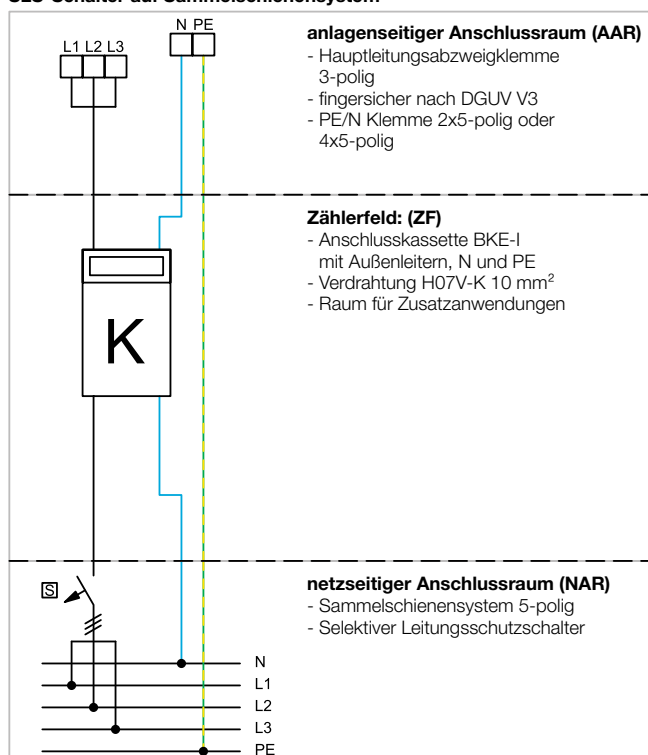 SLS-Schalter auf Sammelschienensystem
L1 L2 L3
N PE
anlagenseitiger Anschlussraum (AAR)
- Hauptleitungsabzweigklemme
3-polig
- fingersicher nach DGUV V3
- PE/N Klemme 2x5-polig oder
4x5-polig
Zählerfeld: (ZF)
- Anschlusskassette BKE-I
mit Außenleitern, N und PE
- Verdrahtung H07V-K 10 mm²
- Raum für Zusatzanwendungen
K
netzseitiger Anschlussraum (NAR)
- Sammelschienensystem 5-polig
- Selektiver Leitungsschutzschalter
S
N
L1
L2
L3
PE